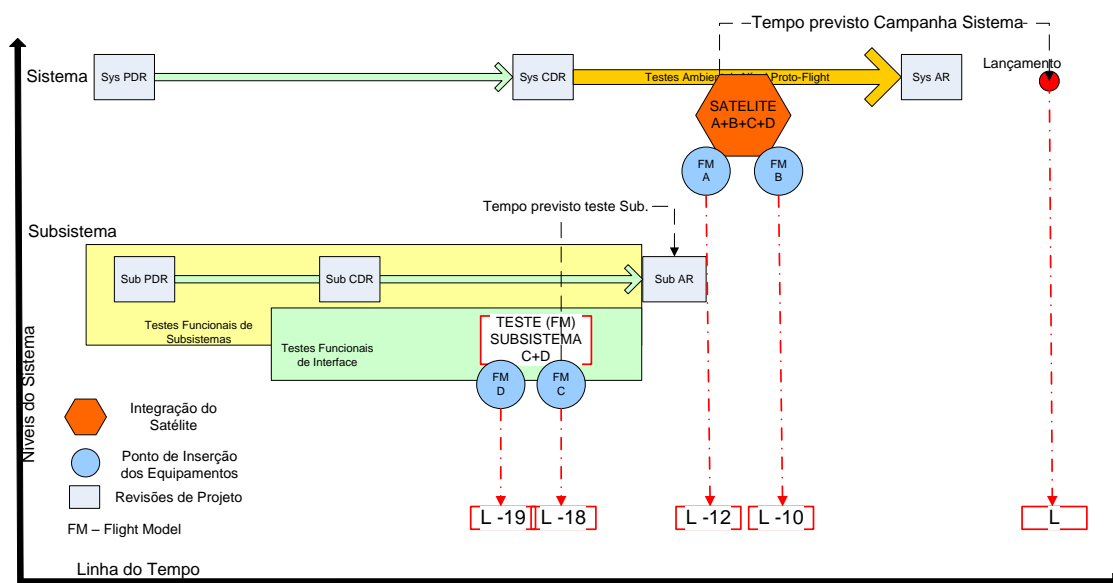 Tempo previsto Campanha Sistema
Sistema
Sys PDR
Sys CDR
Proto-Flight
Sys AR
Lançamento
SATELITE
A+B+C+D
FM
A
FM
B
Tempo previsto teste Sub.
Subsistema
Sub PDR
Sub CDR
Sub AR
Testes Funcionais de
Subsistemas
Testes Funcionais
de Interface
TESTE (FM)
SUBSISTEMA
C+D
FM
D
FM
C
Níveis do Sistema
Integração do
Satélite
Ponto de Inserção
dos Equipamentos
Revisões de Projeto
FM – Flight Model
L -19
L -18
L -12
L -10
L
Linha do Tempo